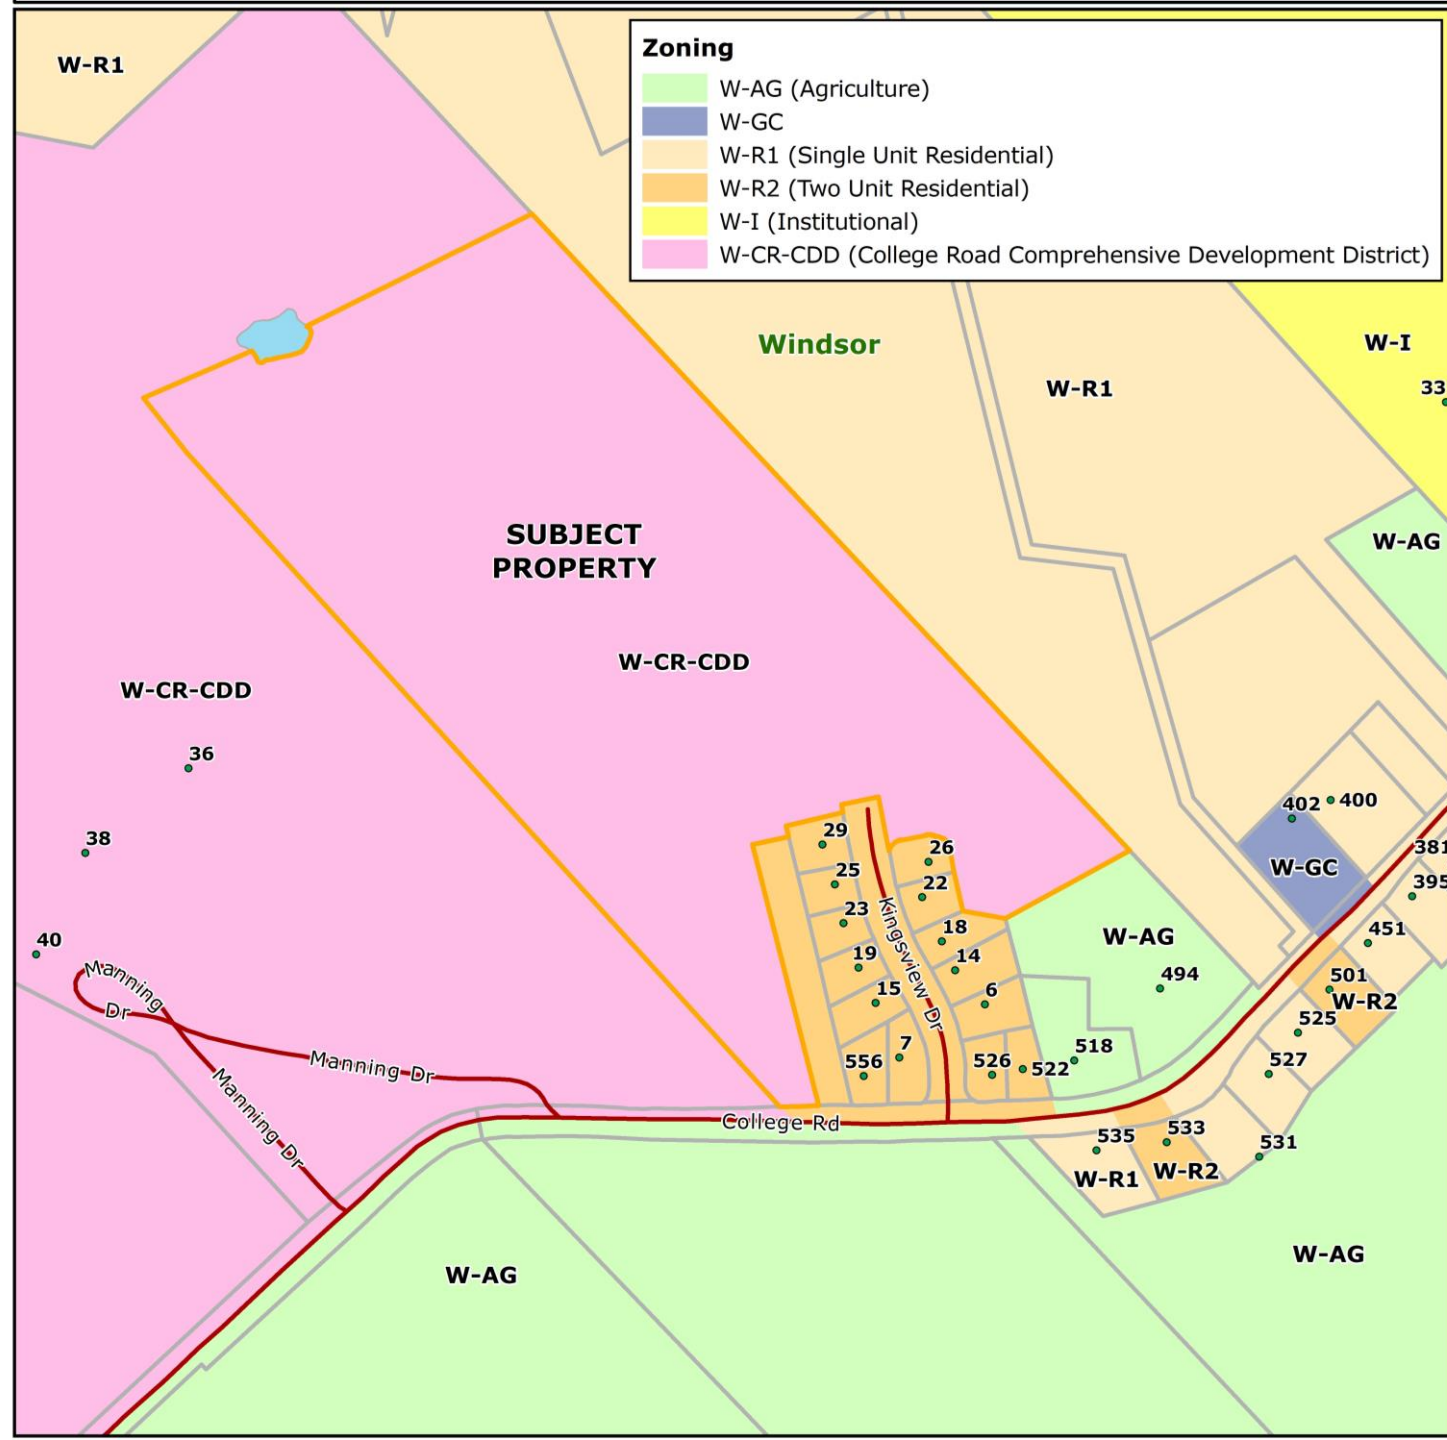 W-R1
Zoning
W-AG (Agriculture)
W-GC
W-R1 (Single Unit Residential)
W-R2 (Two Unit Residential)
W-I (Institutional)
W-CR-CDD (College Road Comprehensive Development District)
Windsor
W-I
W-R1
33
SUBJECT
PROPERTY
W-AG
W-CR-CDD
W-CR-CDD
36
38
40
402
400
29
26
381
25
W-GC
22
395
23
Kingsview Dr
18
W-AG
451
19
14
494
501
15
6
W-R2
525
7
518
556
526
522
527
Manning
Dr
Manning Dr
Manning Dr
College Rd
535
533
531
W-R1
W-R2
W-AG
W-AG